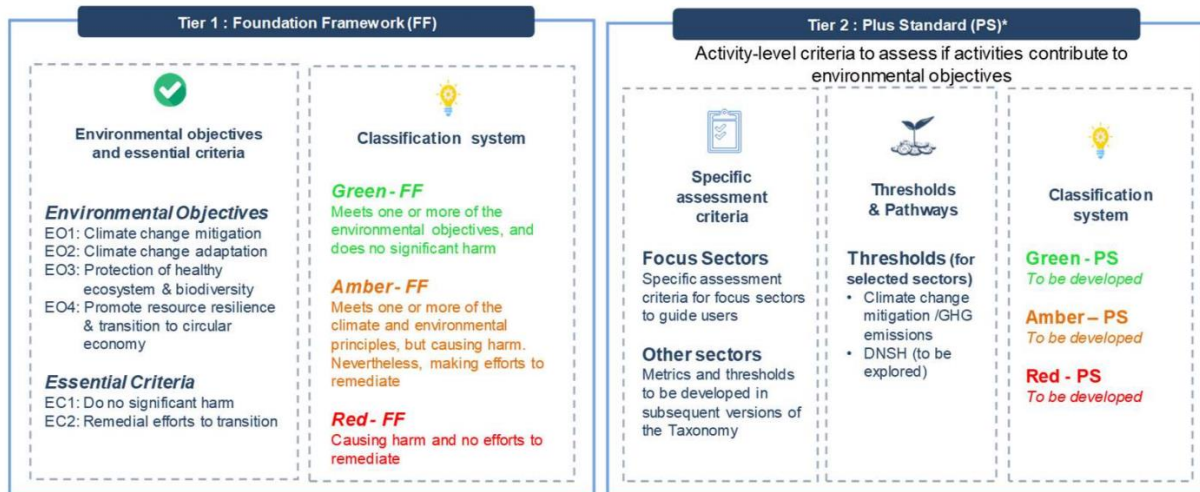 Tier 1 : Foundation Framework (FF)
Environmental objectives
and essential criteria
Environmental Objectives
EO1: Climate change mitigation
EO2: Climate change adaptation
EO3: Protection of healthy
ecosystem & biodiversity
EO4: Promote resource resilience
& transition to circular
economy
Essential Criteria
EC1: Do no significant harm
EC2: Remedial efforts to transition
Classification system
Green - FF
Meets one or more of the
environmental objectives, and
does no significant harm
Amber - FF
Meets one or more of the
climate and environmental
principles, but causing harm.
Nevertheless, making efforts to
remediate
Red - FF
Causing harm and no efforts to
remediate
Tier 2 : Plus Standard (PS)*
Activity-level criteria to assess if activities contribute to
environmental objectives
Specific
assessment
criteria
Focus Sectors
Specific assessment
criteria for focus sectors
to guide users
Other sectors
Metrics and thresholds
to be developed in
subsequent versions of
the Taxonomy
Thresholds
& Pathways
Thresholds (for
selected sectors)
• Climate change
mitigation /GHG
emissions
• DNSH (to be
explored)
Classification
system
Green - PS
To be developed
Amber – PS
To be developed
Red - PS
To be developed